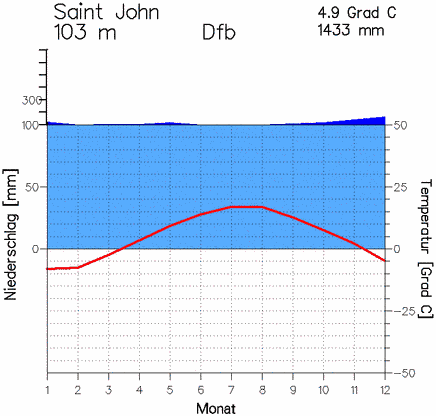 Saint John
4.9 Grad C
103 m
Dfb
1433 mm
300
100
50
50
25
0
0
-25
-50
Niederschlag [mm]
Temperatur [Grad C]
1 2 3 4 5 6 7 8 9 10 11 12
Monat